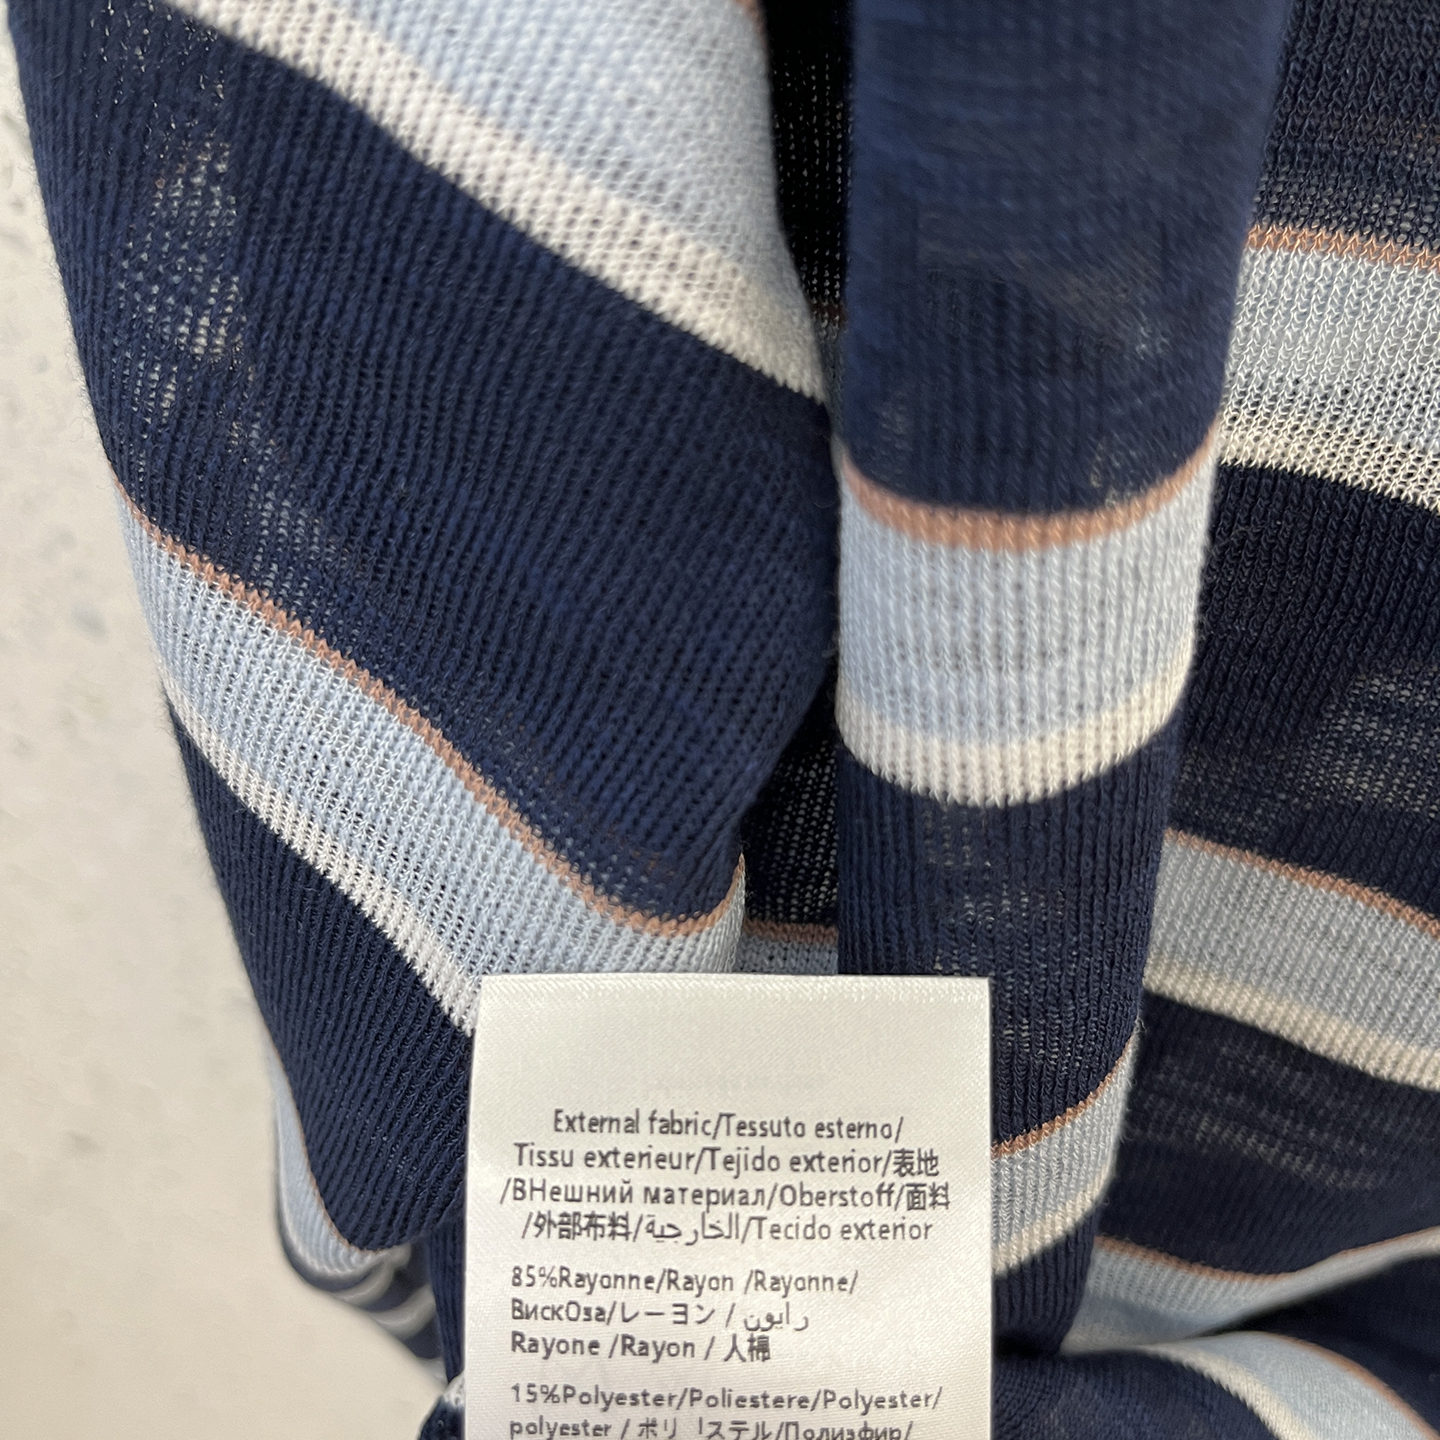 External fabric/Tessuto esterno/
Tissu exterieur/Tejido exterior/表地
/ВНешний материал/Oberstoff/面料
/外部布料/الخارجية/Tecido exterior
85%Rayonne/Rayon /Rayonne/
ВискОза/レーヨン / رايون
Rayone /Rayon / 人棉
15%Polyester/Poliestere/Polyester/
polyester / /Полиэфир/